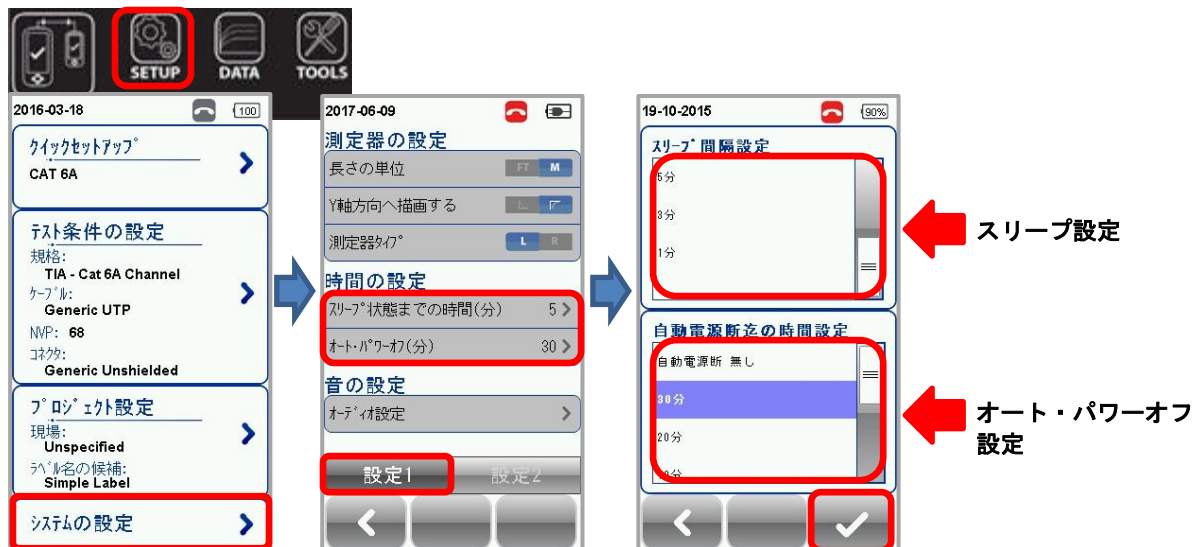 SETUP
DATA
TOOLS
2016-03-18
100
クイックセットアップ
CAT 6A
テスト条件の設定
規格:
TIA - Cat 6A Channel
ケーブル:
Generic UTP
NVP: 68
コネクタ:
Generic Unshielded
プロジェクト設定
現場:
Unspecified
ラベル名の候補:
Simple Label
システムの設定
2017-06-09
測定器の設定
長さの単位 FT M
Y軸方向へ描画する
測定器タイプ L R
時間の設定
スリープ状態までの時間(分) 5
オート・パワーオフ(分) 30
音の設定
オーディオ設定
設定1 設定2
19-10-2015
90%
スリープ間隔設定
5分
3分
1分
自動電源断迄の時間設定
自動電源断 無し
30分
20分
スリープ設定
オート・パワーオフ
設定